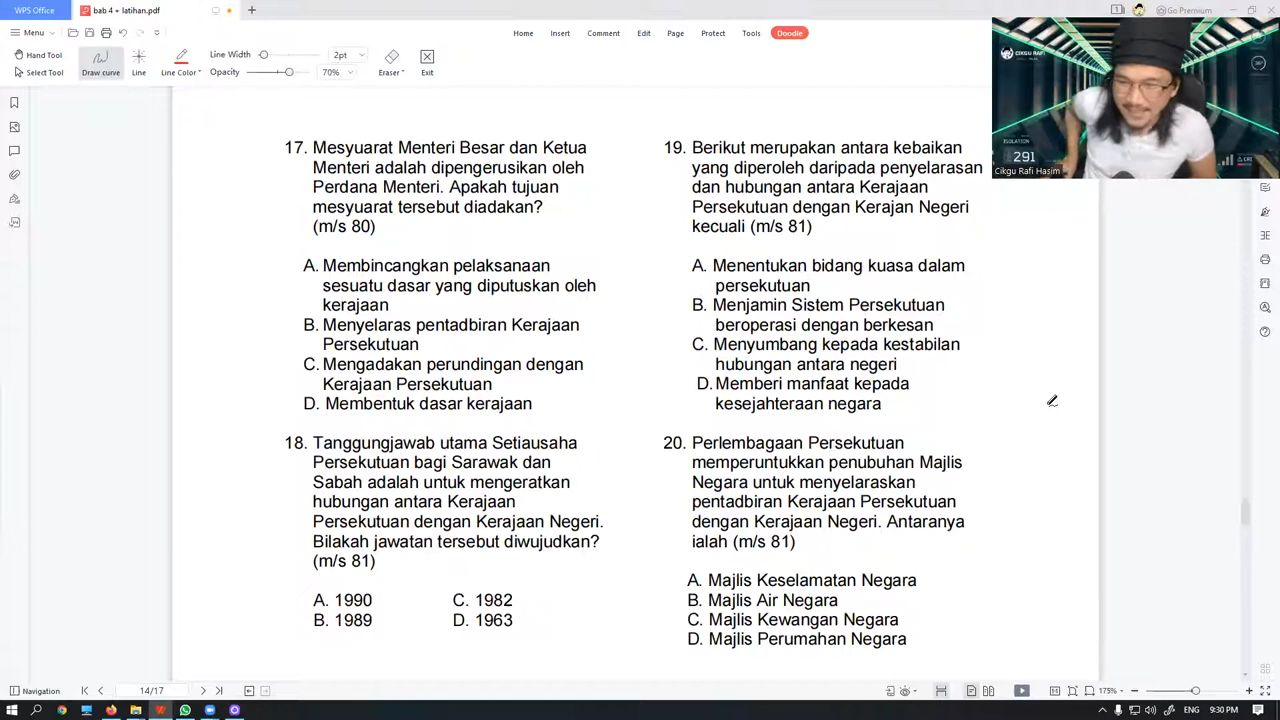 WPS Office
bab 4 + latihan.pdf
Go Premium
Menu
Home Insert Comment Edit Page Protect Tools Doodle
Hand Tool
Select Tool
Draw curve
Line
Line Color
Line Width
2pt
Opacity
70%
Eraser
Exit
CIKGU RAFI
ISOLATION
291
Cikgu Rafi Hasim
17. Mesyuarat Menteri Besar dan Ketua
Menteri adalah dipengerusikan oleh
Perdana Menteri. Apakah tujuan
mesyuarat tersebut diadakan?
(m/s 80)
A. Membincangkan pelaksanaan
sesuatu dasar yang diputuskan oleh
kerajaan
B. Menyelaras pentadbiran Kerajaan
Persekutuan
C. Mengadakan perundingan dengan
Kerajaan Persekutuan
D. Membentuk dasar kerajaan
18. Tanggungjawab utama Setiausaha
Persekutuan bagi Sarawak dan
Sabah adalah untuk mengeratkan
hubungan antara Kerajaan
Persekutuan dengan Kerajaan Negeri.
Bilakah jawatan tersebut diwujudkan?
(m/s 81)
A. 1990 C. 1982
B. 1989 D. 1963
19. Berikut merupakan antara kebaikan
yang diperoleh daripada penyelarasan
dan hubungan antara Kerajaan
Persekutuan dengan Kerajan Negeri
kecuali (m/s 81)
A. Menentukan bidang kuasa dalam
persekutuan
B. Menjamin Sistem Persekutuan
beroperasi dengan berkesan
C. Menyumbang kepada kestabilan
hubungan antara negeri
D. Memberi manfaat kepada
kesejahteraan negara
20. Perlembagaan Persekutuan
memperuntukkan penubuhan Majlis
Negara untuk menyelaraskan
pentadbiran Kerajaan Persekutuan
dengan Kerajaan Negeri. Antaranya
ialah (m/s 81)
A. Majlis Keselamatan Negara
B. Majlis Air Negara
C. Majlis Kewangan Negara
D. Majlis Perumahan Negara
Navigation
14/17
175%
ENG 9:30 PM